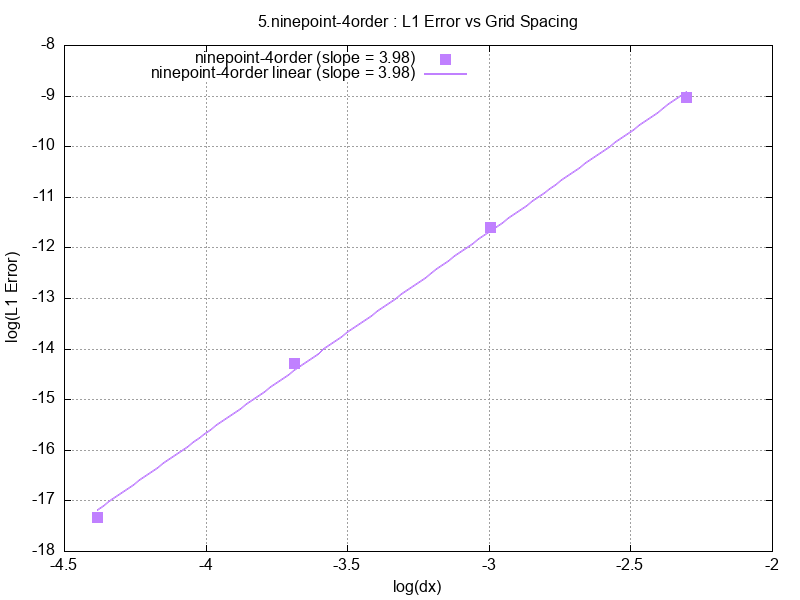 5.ninepoint-4order : L1 Error vs Grid Spacing
ninepoint-4order (slope = 3.98)
ninepoint-4order linear (slope = 3.98)
-8
-9
-10
-11
-12
-13
-14
-15
-16
-17
-18
log(L1 Error)
-4.5 -4 -3.5 -3 -2.5 -2
log(dx)